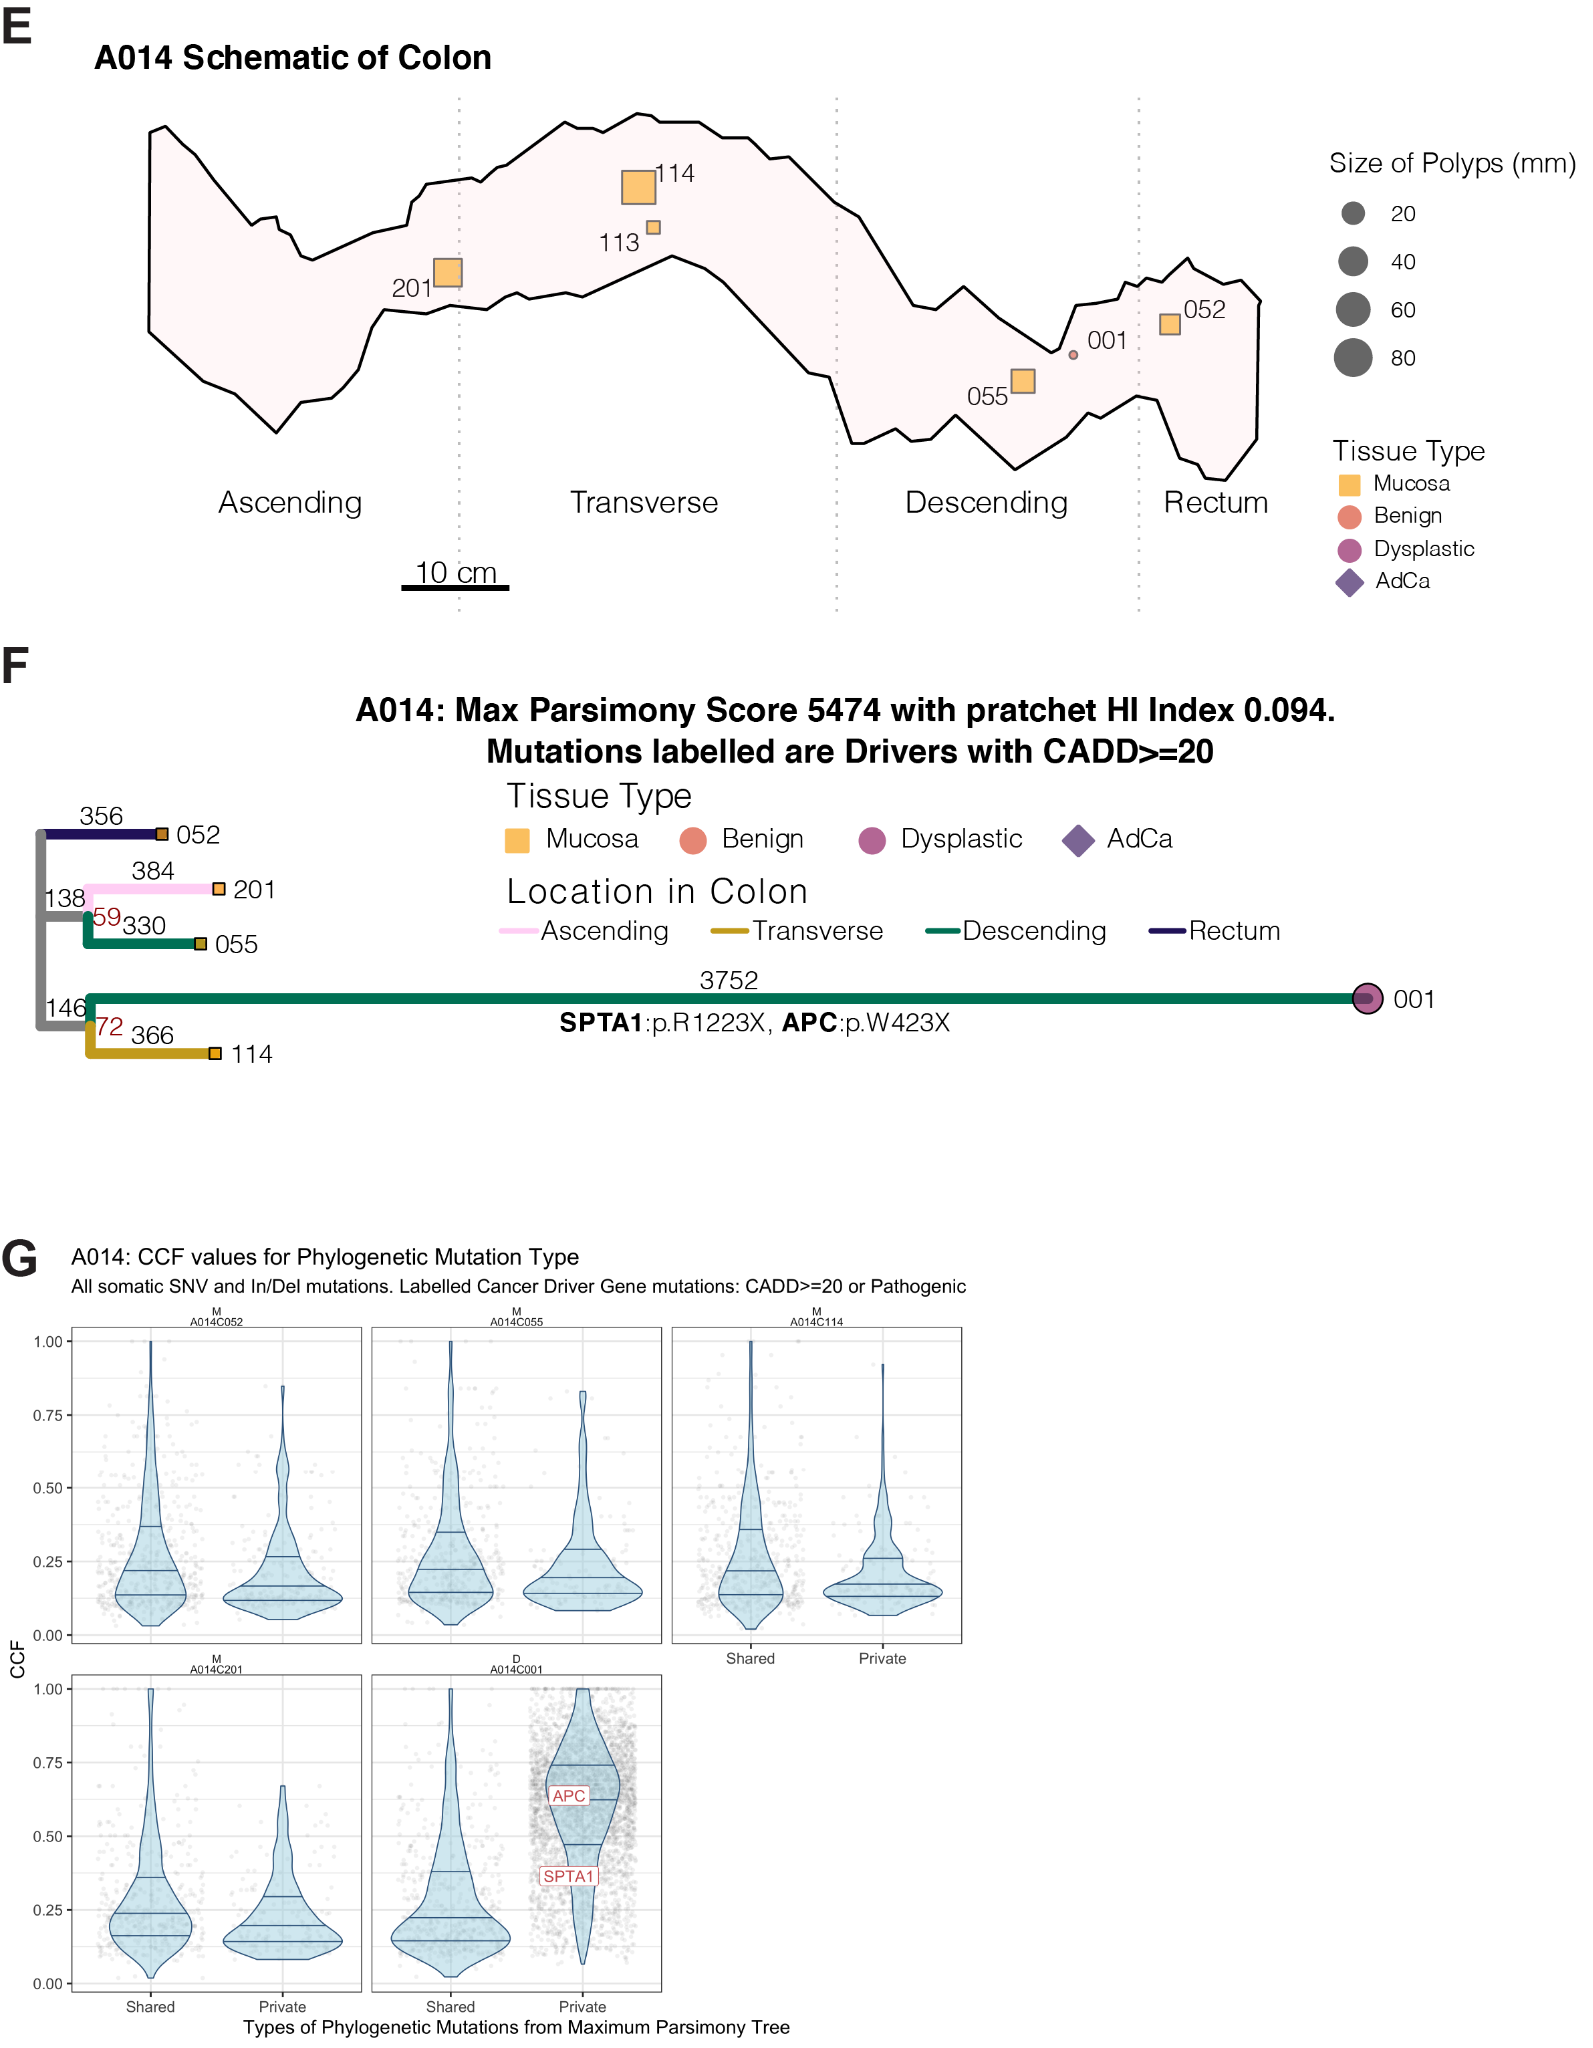 E
A014 Schematic of Colon
114
113
201
052
001
055
Ascending
Transverse
Descending
Rectum
10 cm
Size of Polyps (mm)
20
40
60
80
Tissue Type
Mucosa
Benign
Dysplastic
AdCa
F
A014: Max Parsimony Score 5474 with pratchet HI Index 0.094.
Mutations labelled are Drivers with CADD>=20
Tissue Type
Mucosa Benign Dysplastic AdCa
Location in Colon
Ascending Transverse Descending Rectum
356
052
384
138
201
59
330
055
3752
146
001
SPTA1:p.R1223X, APC:p.W423X
72
366
114
G
A014: CCF values for Phylogenetic Mutation Type
All somatic SNV and In/Del mutations. Labelled Cancer Driver Gene mutations: CADD>=20 or Pathogenic
M
A014C052
M
A014C055
M
A014C114
1.00
0.75
0.50
0.25
0.00
Shared Private
CCF
M
A014C201
D
A014C001
1.00
0.75
0.50
0.25
0.00
APC
SPTA1
Shared Private
Shared Private
Types of Phylogenetic Mutations from Maximum Parsimony Tree